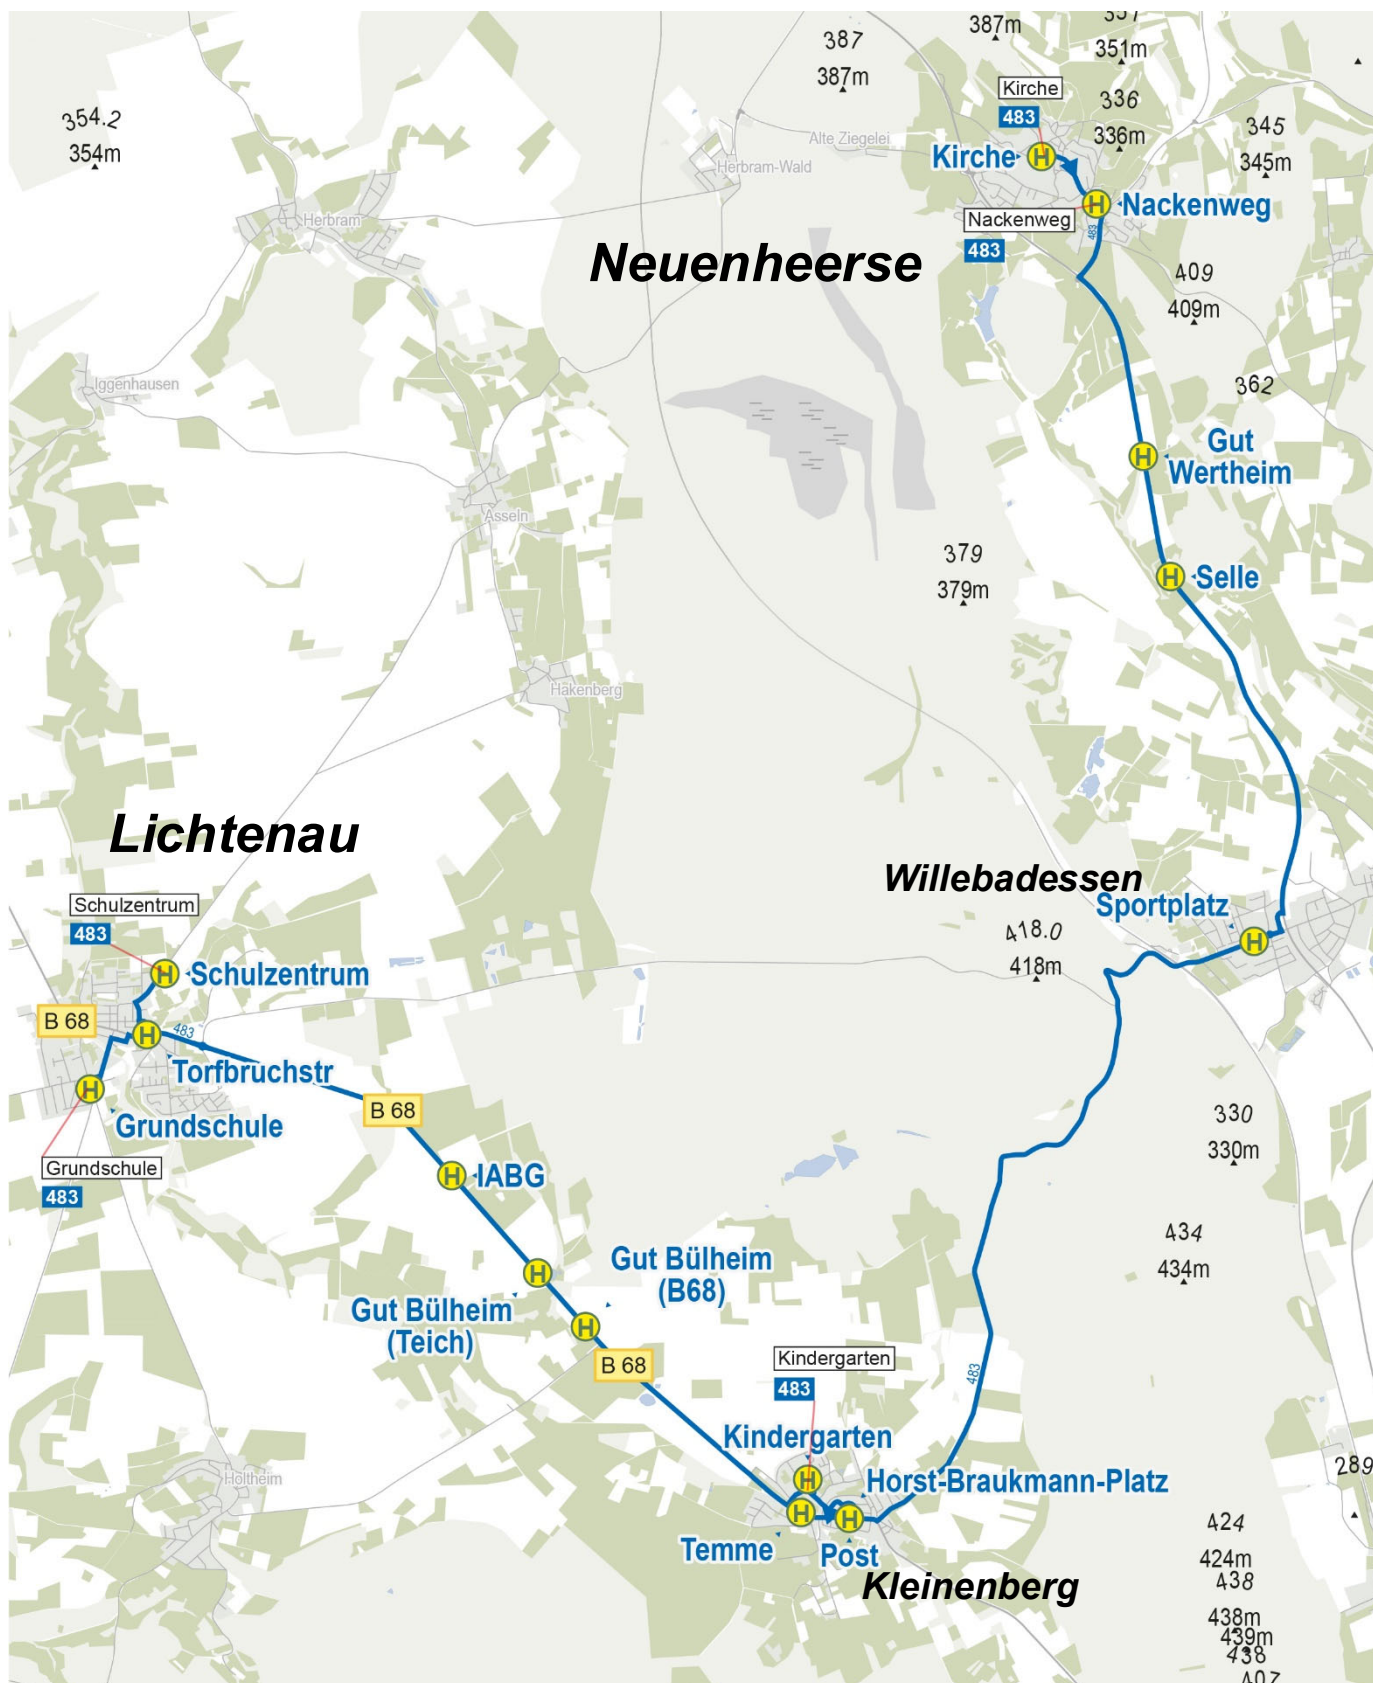 387m
357
351m
387
387m
354.2
354m
Kirche
483
336
336m
345
345m
Alte Ziegelei
Herbram-Wald
Kirche
H
Nackenweg
483
H
Nackenweg
483
Herbram
Neuenheerse
409
409m
Iggenhausen
362
H
Gut
Wertheim
Asseln
379
379m
H
Selle
Hakenberg
Lichtenau
Willebadessen
Sportplatz
H
Schulzentrum
483
418.0
418m
H
Schulzentrum
B 68
H
483
Torfbruchstr
H
Grundschule
B 68
Grundschule
483
H
IABG
330
330m
434
434m
H
Gut Bülheim
(B68)
Gut Bülheim
(Teich)
H
B 68
Kindergarten
483
483
Kindergarten
Holtheim
H
Horst-Braukmann-Platz
289
H
H
Temme
Post
Kleinenberg
424
424m
438
438m
439m
438
407